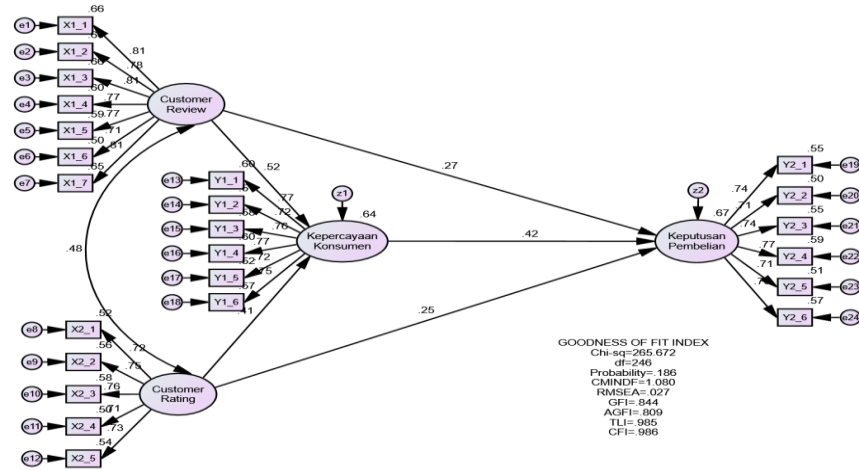 .66
e1 X1_1
e2 X1_2
.81
e3 X1_3
.78
.81
e4 X1_4
.60
.77
e5 X1_5
.59
.77
e6 X1_6
.50
.71
.81
e7 X1_7
.65
Customer
Review
.48
.52
.27
e13 Y1_1
.60
.77
e14 Y1_2
.72
e15 Y1_3
.76
e16 Y1_4
.60
.77
e17 Y1_5
.52
.72
e18 Y1_6
.75
.57
.41
z1
.64
Kepercayaan
Konsumen
.42
.25
z2
.67
Keputusan
Pembelian
.55
Y2_1 e19
.74
.50
Y2_2 e20
.71
.55
Y2_3 e21
.74
.59
Y2_4 e22
.77
.51
Y2_5 e23
.71
.57
Y2_6 e24
.52
e8 X2_1
.72
.56
e9 X2_2
.75
.58
e10 X2_3
.76
e11 X2_4
.50
.71
e12 X2_5
.73
.54
Customer
Rating
GOODNESS OF FIT INDEX
Chi-sq=265.672
df=246
Probability=.186
CMINDF=1.080
RMSEA=.027
GFI=.844
AGFI=.809
TLI=.985
CFI=.986